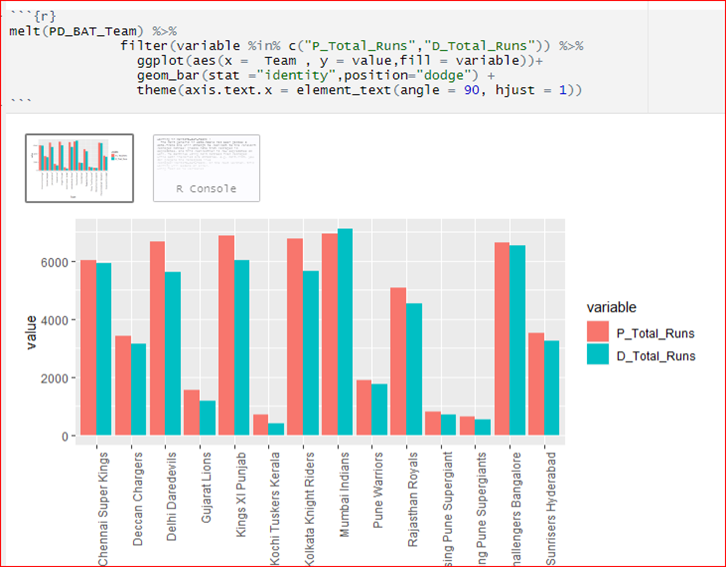 ```{r}
melt(PD_BAT_Team) %>%
filter(variable %in% c("P_Total_Runs","D_Total_Runs")) %>%
ggplot(aes(x = Team , y = value,fill = variable))+
geom_bar(stat ="identity",position="dodge") +
theme(axis.text.x = element_text(angle = 90, hjust = 1))
```
R Console
value
6000
4000
2000
0
Chennai Super Kings
Deccan Chargers
Delhi Daredevils
Gujarat Lions
Kings XI Punjab
Kochi Tuskers Kerala
Kolkata Knight Riders
Mumbai Indians
Pune Warriors
Rajasthan Royals
sing Pune Supergiant
ng Pune Supergiants
hallengers Bangalore
Sunrisers Hyderabad
variable
P_Total_Runs
D_Total_Runs